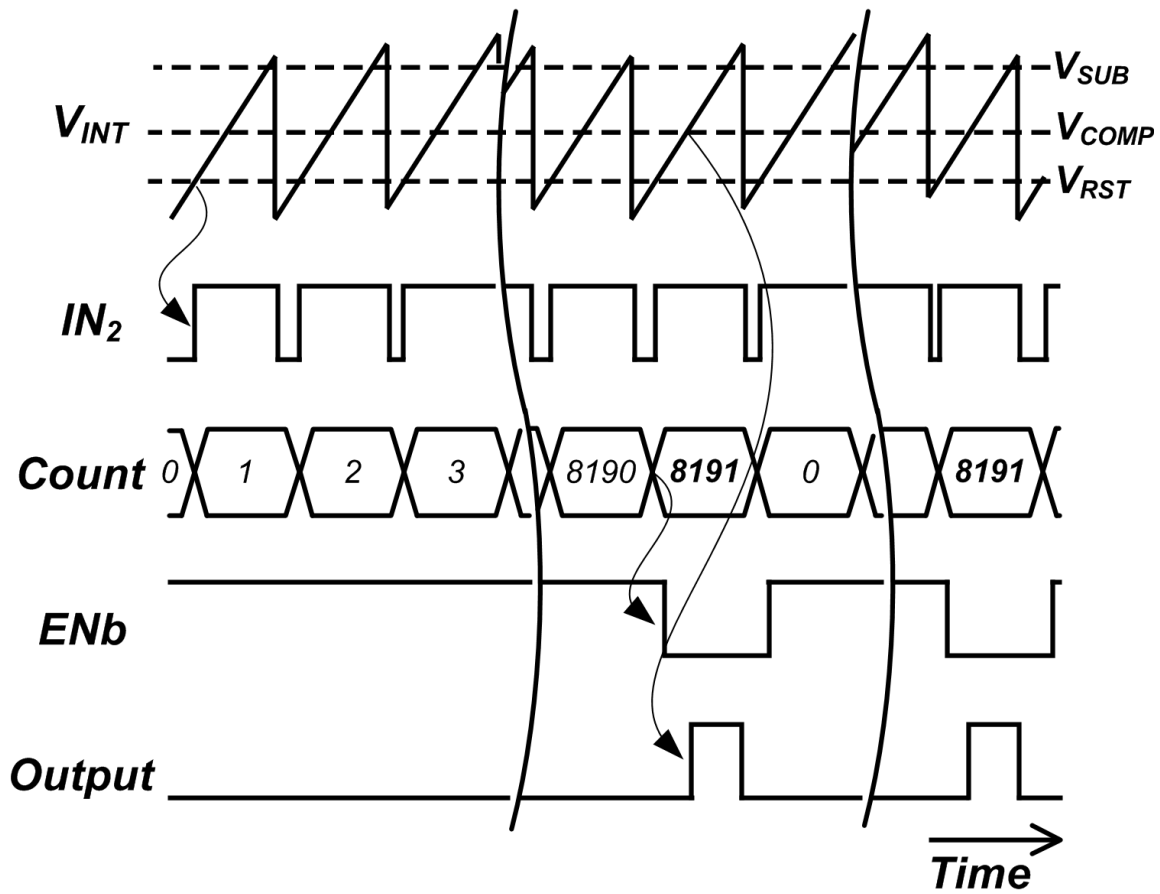 V_SUB
V_INT
V_COMP
V_RST
IN_2
Count 0 1 2 3 8190 8191 0 8191
ENb
Output
Time